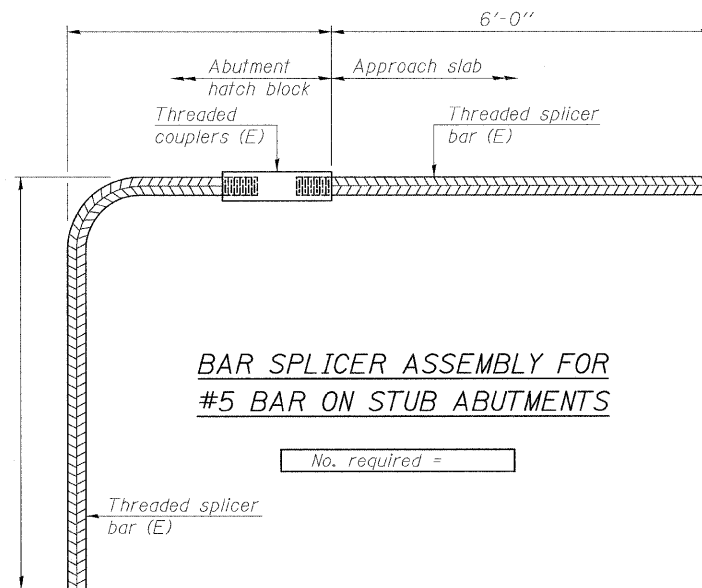 6'-0"
Abutment
hatch block
Approach slab
Threaded
couplers (E)
Threaded splicer
bar (E)
BAR SPLICER ASSEMBLY FOR
#5 BAR ON STUB ABUTMENTS
No. required =
Threaded splicer
bar (E)